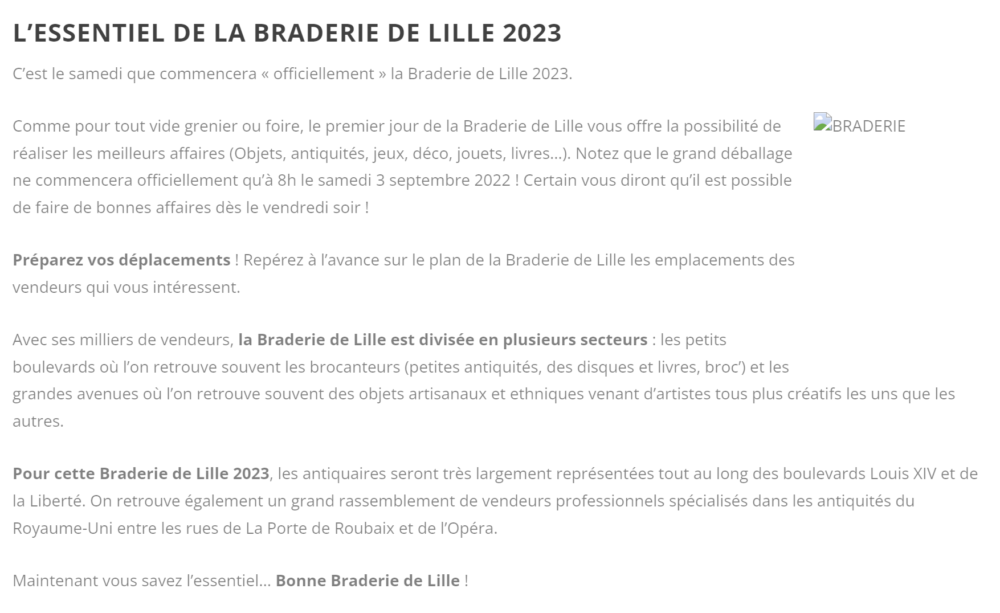 L’ESSENTIEL DE LA BRADERIE DE LILLE 2023
C’est le samedi que commencera « officiellement » la Braderie de Lille 2023.
Comme pour tout vide grenier ou foire, le premier jour de la Braderie de Lille vous offre la possibilité de
BRADERIE
réaliser les meilleurs affaires (Objets, antiquités, jeux, déco, jouets, livres…). Notez que le grand déballage
ne commencera officiellement qu’à 8h le samedi 3 septembre 2022 ! Certain vous diront qu’il est possible
de faire de bonnes affaires dès le vendredi soir !
Préparez vos déplacements ! Repérez à l’avance sur le plan de la Braderie de Lille les emplacements des
vendeurs qui vous intéressent.
Avec ses milliers de vendeurs, la Braderie de Lille est divisée en plusieurs secteurs : les petits
boulevards où l’on retrouve souvent les brocanteurs (petites antiquités, des disques et livres, broc’) et les
grandes avenues où l’on retrouve souvent des objets artisanaux et ethniques venant d’artistes tous plus créatifs les uns que les
autres.
Pour cette Braderie de Lille 2023, les antiquaires seront très largement représentées tout au long des boulevards Louis XIV et de
la Liberté. On retrouve également un grand rassemblement de vendeurs professionnels spécialisés dans les antiquités du
Royaume-Uni entre les rues de La Porte de Roubaix et de l’Opéra.
Maintenant vous savez l’essentiel… Bonne Braderie de Lille !